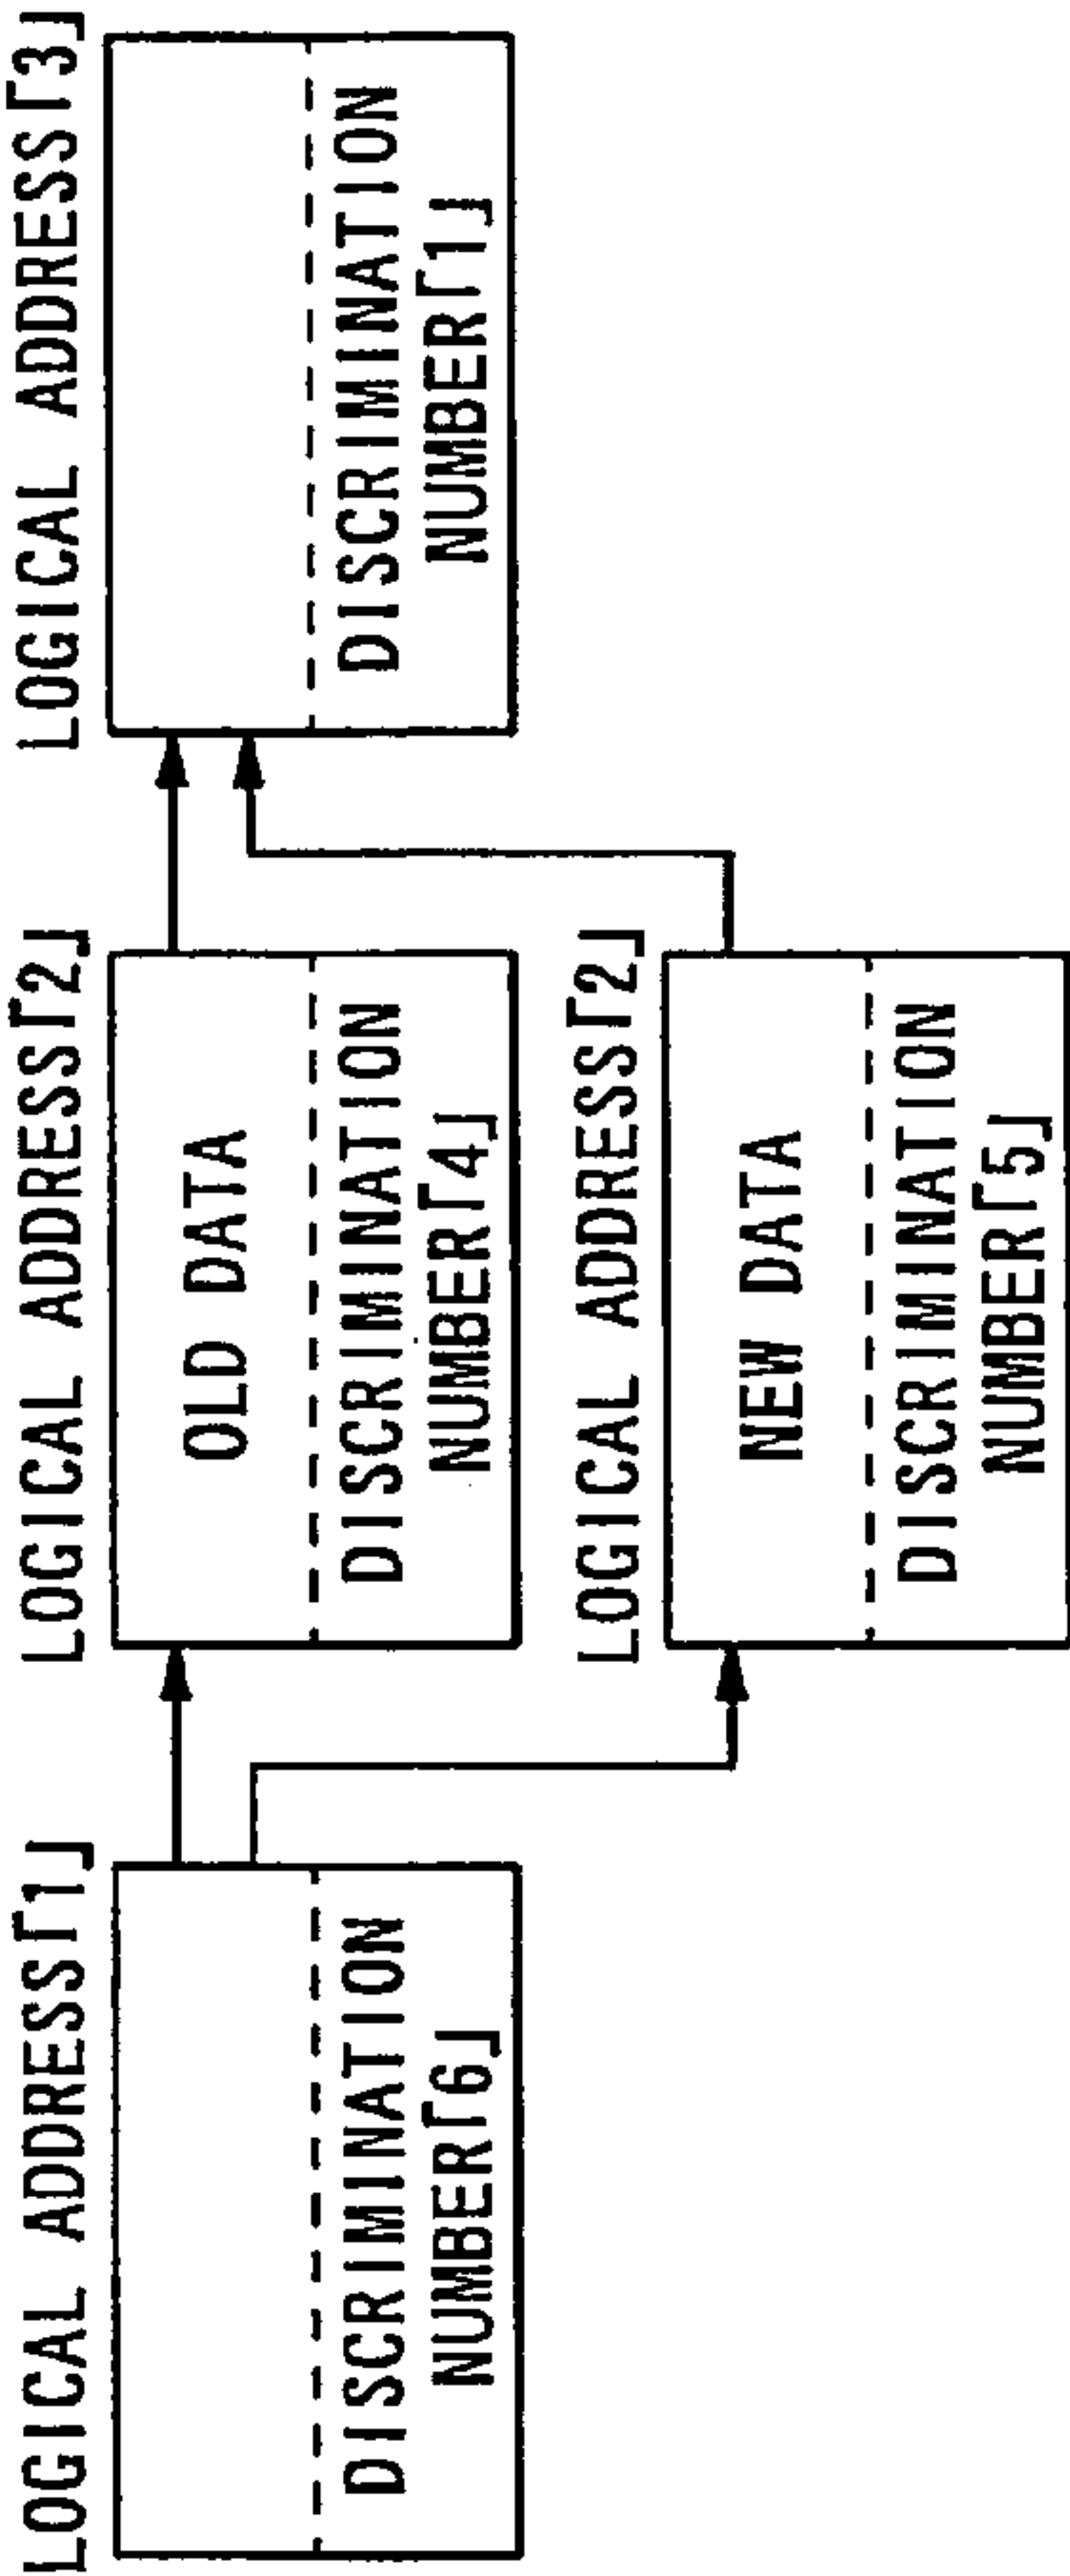 LOGICAL ADDRESS「1」
DISCRIMINATION
NUMBER「6」
LOGICAL ADDRESS「2」
OLD DATA
DISCRIMINATION
NUMBER「4」
LOGICAL ADDRESS「2」
NEW DATA
DISCRIMINATION
NUMBER「5」
LOGICAL ADDRESS「3」
DISCRIMINATION
NUMBER「1」